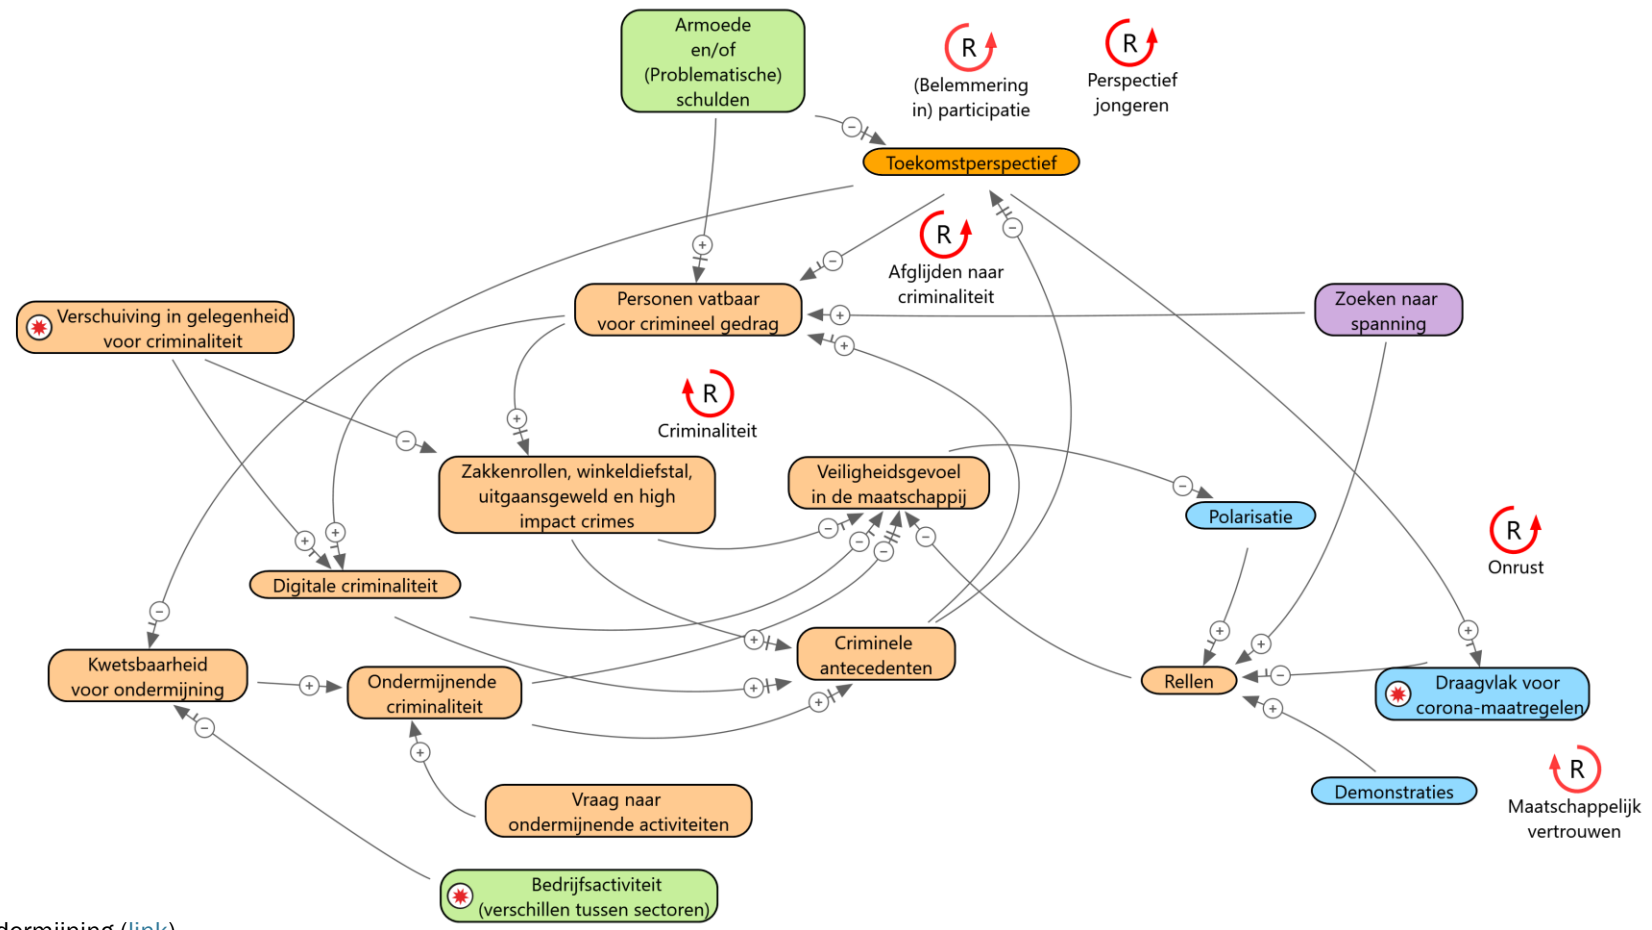 Armoede
en/of
(Problematische)
schulden
R
(Belemmering
in) participatie
R
Perspectief
jongeren
Toekomstperspectief
R
Afglijden naar
criminaliteit
Personen vatbaar
voor crimineel gedrag
Zoeken naar
spanning
Verschuiving in gelegenheid
voor criminaliteit
R
Criminaliteit
Zakkenrollen, winkeldiefstal,
uitgaansgeweld en high
impact crimes
Veiligheidsgevoel
in de maatschappij
Polarisatie
R
Onrust
Digitale criminaliteit
Criminele
antecedenten
Kwetsbaarheid
voor ondermijning
Ondermijnende
criminaliteit
Rellen
Draagvlak voor
corona-maatregelen
Demonstraties
R
Maatschappelijk
vertrouwen
Vraag naar
ondermijnende activiteiten
Bedrijfsactiviteit
(verschillen tussen sectoren)
dermijning (link)